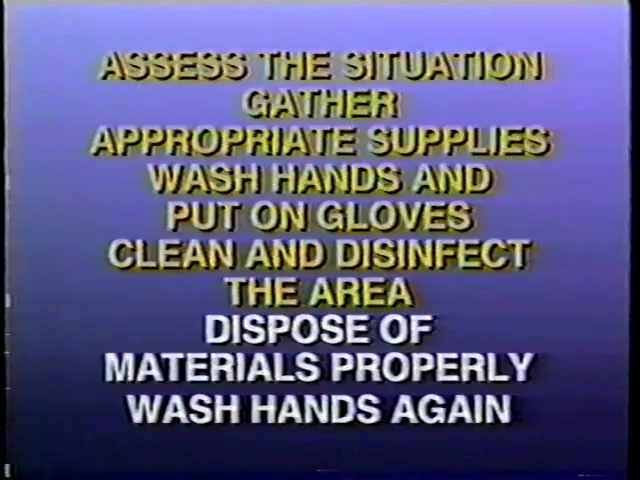 ASSESS THE SITUATION
GATHER
APPROPRIATE SUPPLIES
WASH HANDS AND
PUT ON GLOVES
CLEAN AND DISINFECT
THE AREA
DISPOSE OF
MATERIALS PROPERLY
WASH HANDS AGAIN